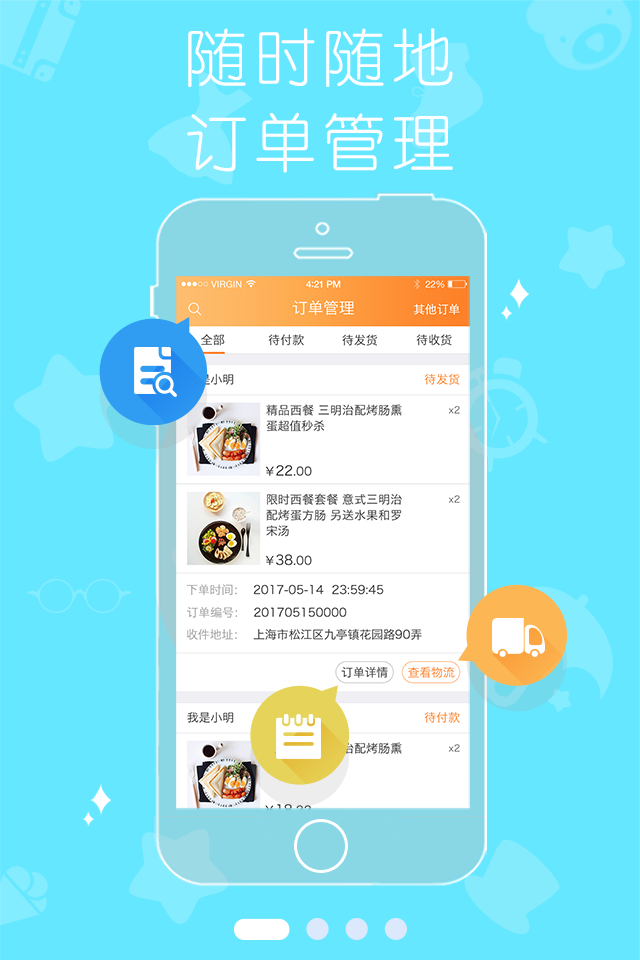 随时随地
订单管理
VIRGIN 4:21 PM 22%
订单管理 其他订单
全部 待付款 待发货 待收货
是小明 待发货
精品西餐 三明治配烤肠熏 x2
蛋超值秒杀
¥22.00
限时西餐套餐 意式三明治 x2
配烤蛋方肠 另送水果和罗
宋汤
¥38.00
下单时间： 2017-05-14 23:59:45
订单编号： 201705150000
收件地址： 上海市松江区九亭镇花园路90弄
订单详情 查看物流
我是小明 待付款
台配烤肠熏 x2
¥18.00